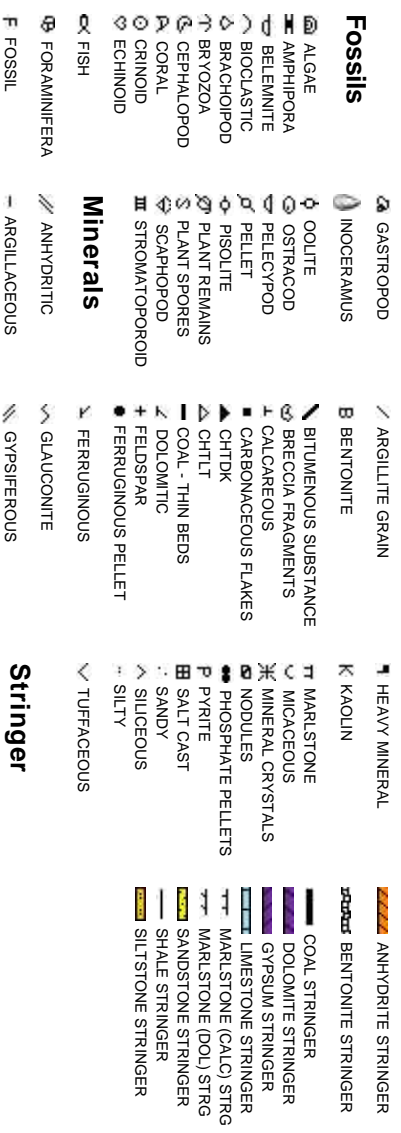 Fossils
ALGAE
AMPHIPORA
BELEMNITE
BIOCLASTIC
BRACHOIPOD
BRYOZOA
CEPHALOPOD
CORAL
CRINOID
ECHINOID
FISH
FORAMINIFERA
F FOSSIL
GASTROPOD
INOCERAMUS
OOLITE
OSTRACOD
PELECYPOD
PELLET
PISOLITE
PLANT REMAINS
PLANT SPORES
SCAPHOPOD
STROMATOPOROID
Minerals
ANHYDRITIC
ARGILLACEOUS
ARGILLITE GRAIN
B BENTONITE
BITUMENOUS SUBSTANCE
BRECCIA FRAGMENTS
CALCAREOUS
CARBONACEOUS FLAKES
CHTDK
CHTLT
COAL - THIN BEDS
DOLOMITIC
FELDSPAR
FERRUGINOUS PELLET
FERRUGINOUS
GLAUCONITE
GYPSIFEROUS
HEAVY MINERAL
K KAOLIN
MARLSTONE
MICACEOUS
MINERAL CRYSTALS
NODULES
PHOSPHATE PELLETS
P PYRITE
SALT CAST
SANDY
SILICEOUS
SILTY
TUFFACEOUS
Stringer
ANHYDRITE STRINGER
BENTONITE STRINGER
COAL STRINGER
DOLOMITE STRINGER
GYPSUM STRINGER
LIMESTONE STRINGER
MARLSTONE (CALC) STRG
MARLSTONE (DOL) STRG
SANDSTONE STRINGER
SHALE STRINGER
SILTSTONE STRINGER